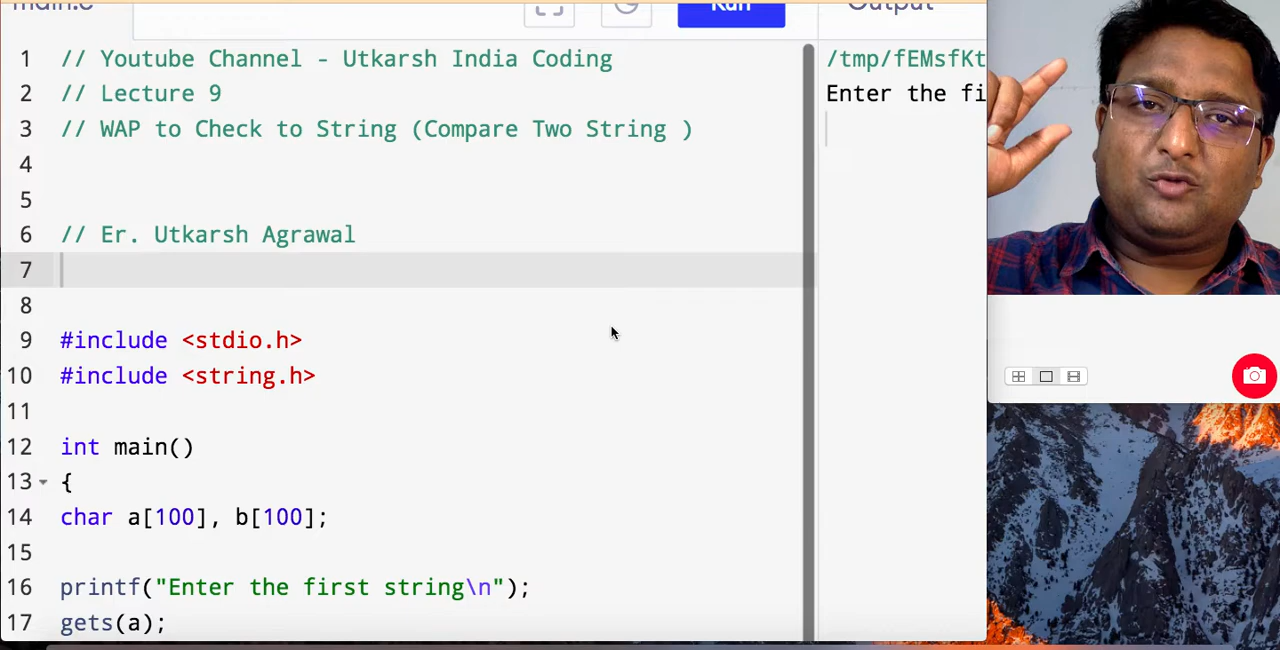 Run
Output
1 // Youtube Channel - Utkarsh India Coding
2 // Lecture 9
3 // WAP to Check to String (Compare Two String )
4
5
6 // Er. Utkarsh Agrawal
7
8
9 #include <stdio.h>
10 #include <string.h>
11
12 int main()
13 {
14 char a[100], b[100];
15
16 printf("Enter the first string\n");
17 gets(a);
/tmp/fEMsfKt
Enter the fi